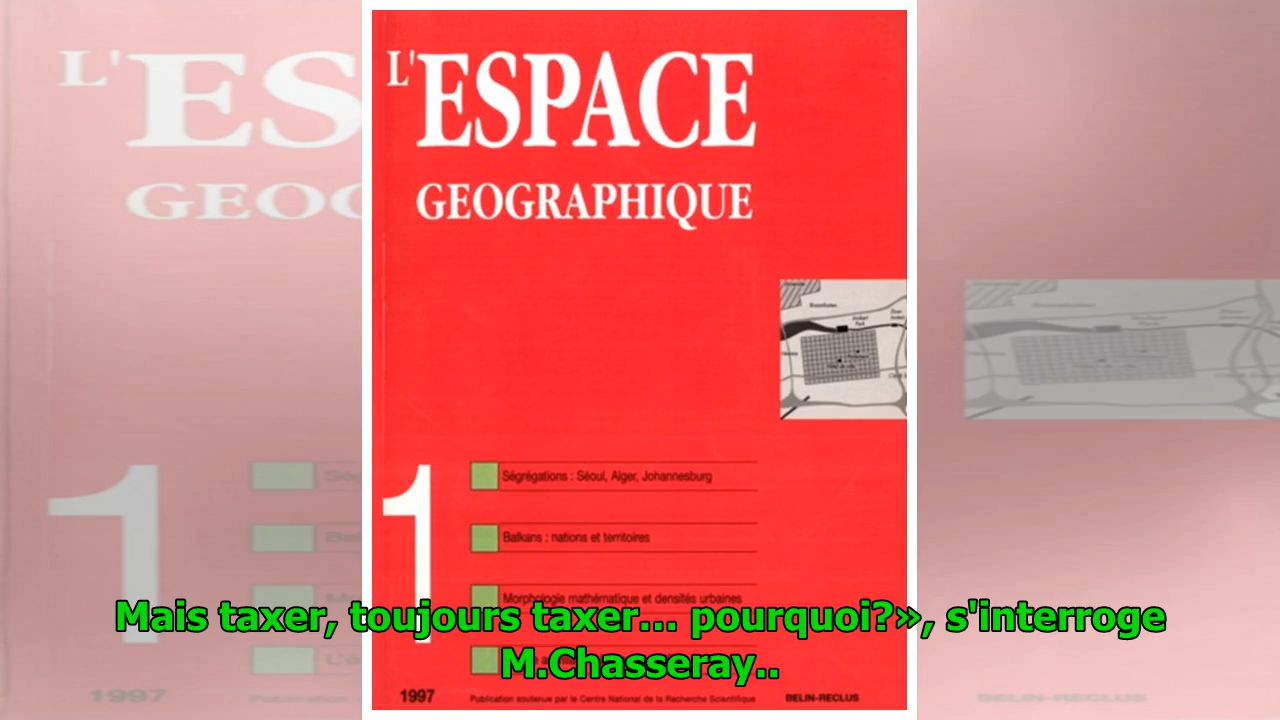 L'ESPACE
GEOGRAPHIQUE
Ségrégations : Séoul, Alger, Johannesburg
Balkans : nations et territoires
1
Morphologie mathématique et densités urbaines
Mais taxer, toujours taxer... pourquoi?», s'interroge
M.Chasseray..
1997
Publication soutenue par le Centre National de la Recherche Scientifique
BELIN-RECLUS